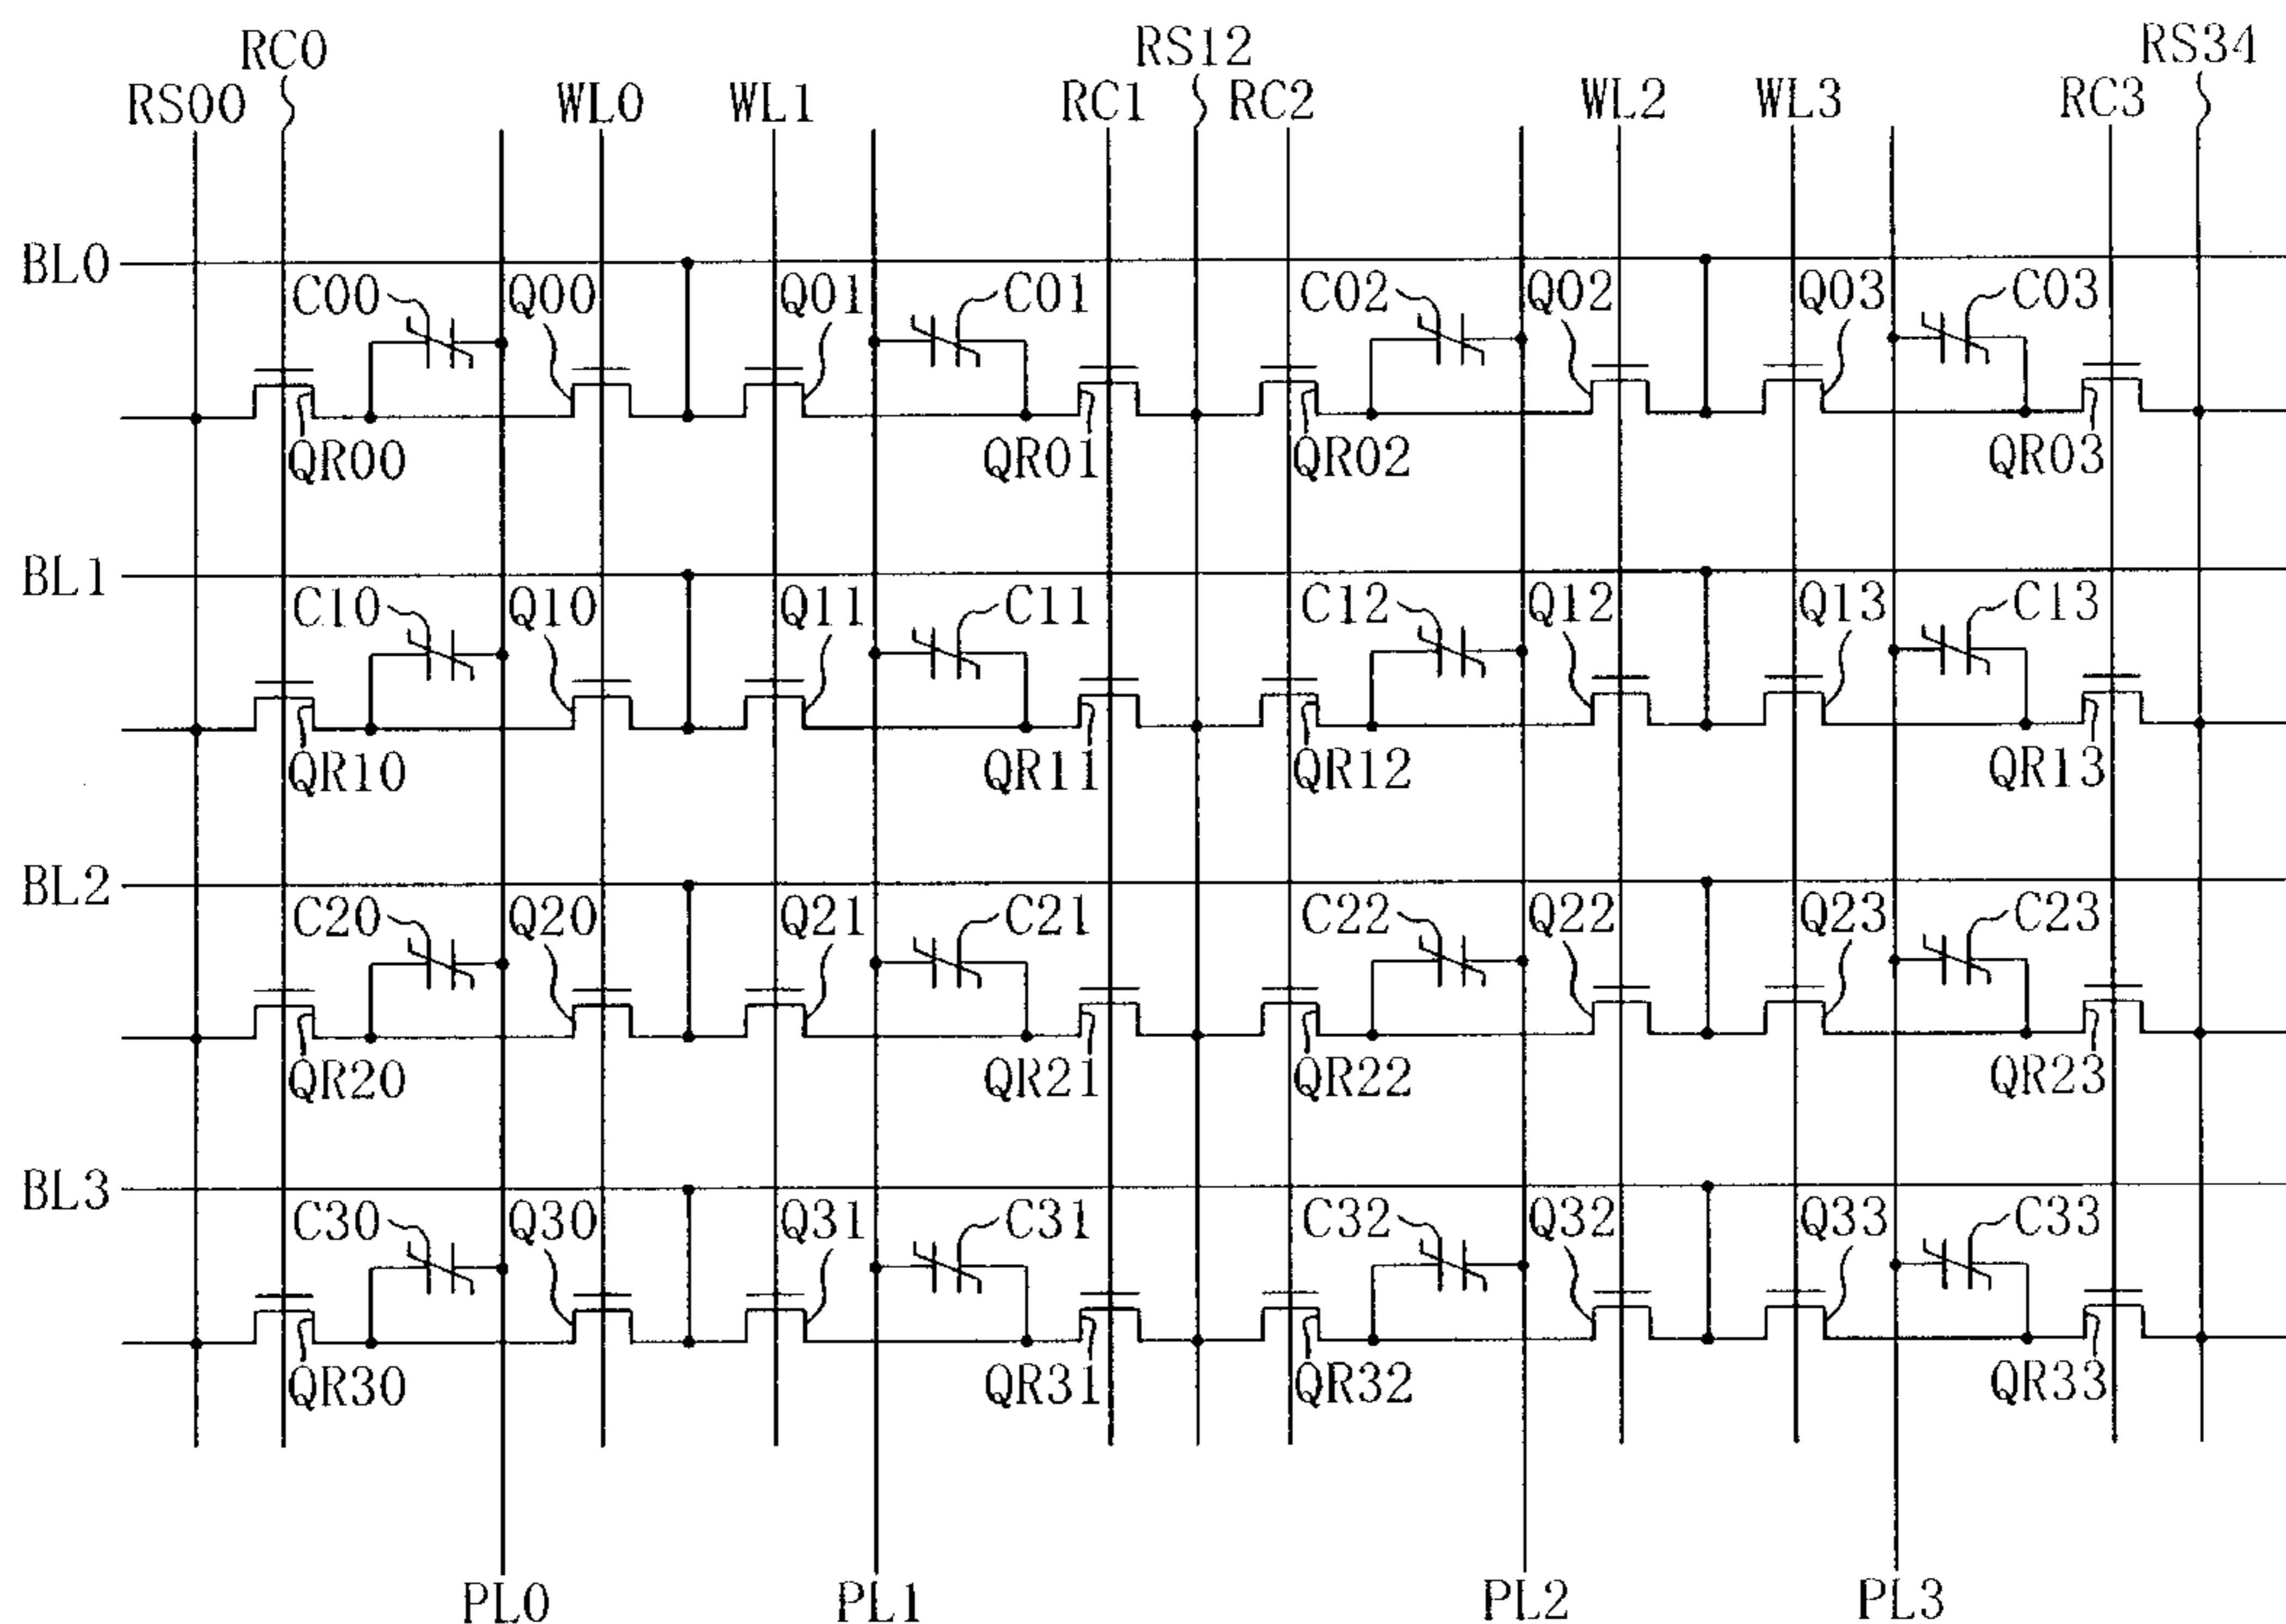 RC0 RS12 RS34
RS00 WL0 WL1 RC1 RC2 WL2 WL3 RC3
BL0
C00 Q00 Q01 C01 C02 Q02 Q03 C03
QR00 QR01 QR02 QR03
BL1
C10 Q10 Q11 C11 C12 Q12 Q13 C13
QR10 QR11 QR12 QR13
BL2
C20 Q20 Q21 C21 C22 Q22 Q23 C23
QR20 QR21 QR22 QR23
BL3
C30 Q30 Q31 C31 C32 Q32 Q33 C33
QR30 QR31 QR32 QR33
PL0 PL1 PL2 PL3